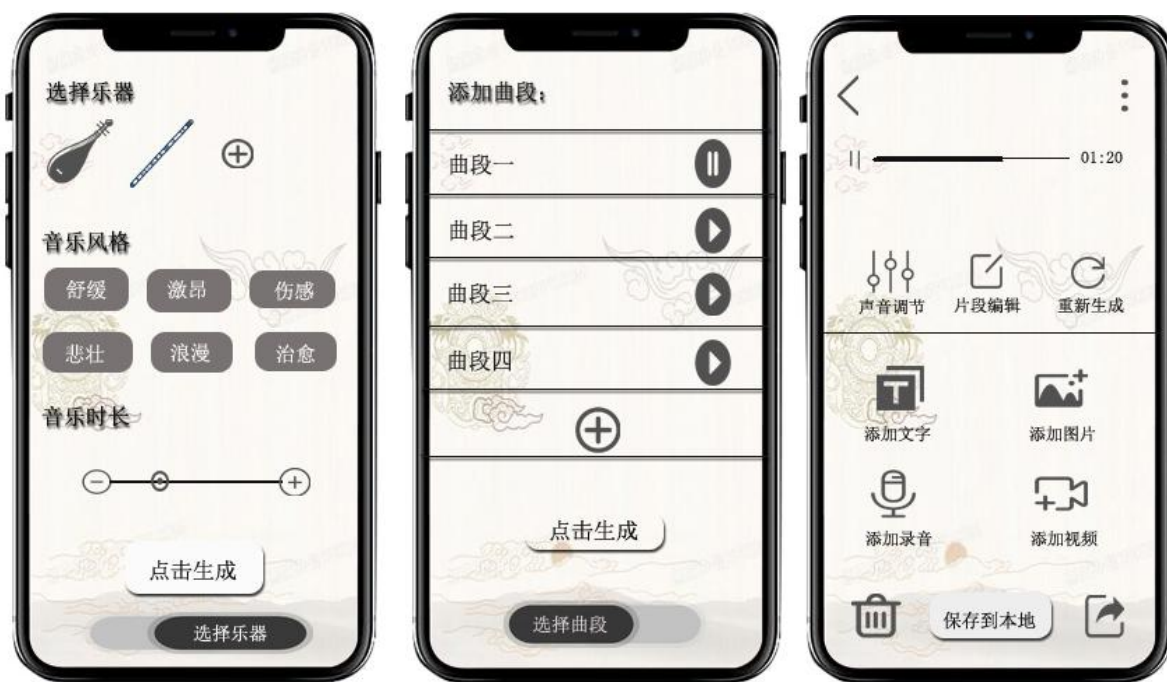 选择乐器
音乐风格
舒缓 激昂 伤感
悲壮 浪漫 治愈
音乐时长
点击生成
选择乐器
添加曲段：
曲段一
曲段二
曲段三
曲段四
点击生成
选择曲段
01:20
声音调节 片段编辑 重新生成
添加文字 添加图片
添加录音 添加视频
保存到本地